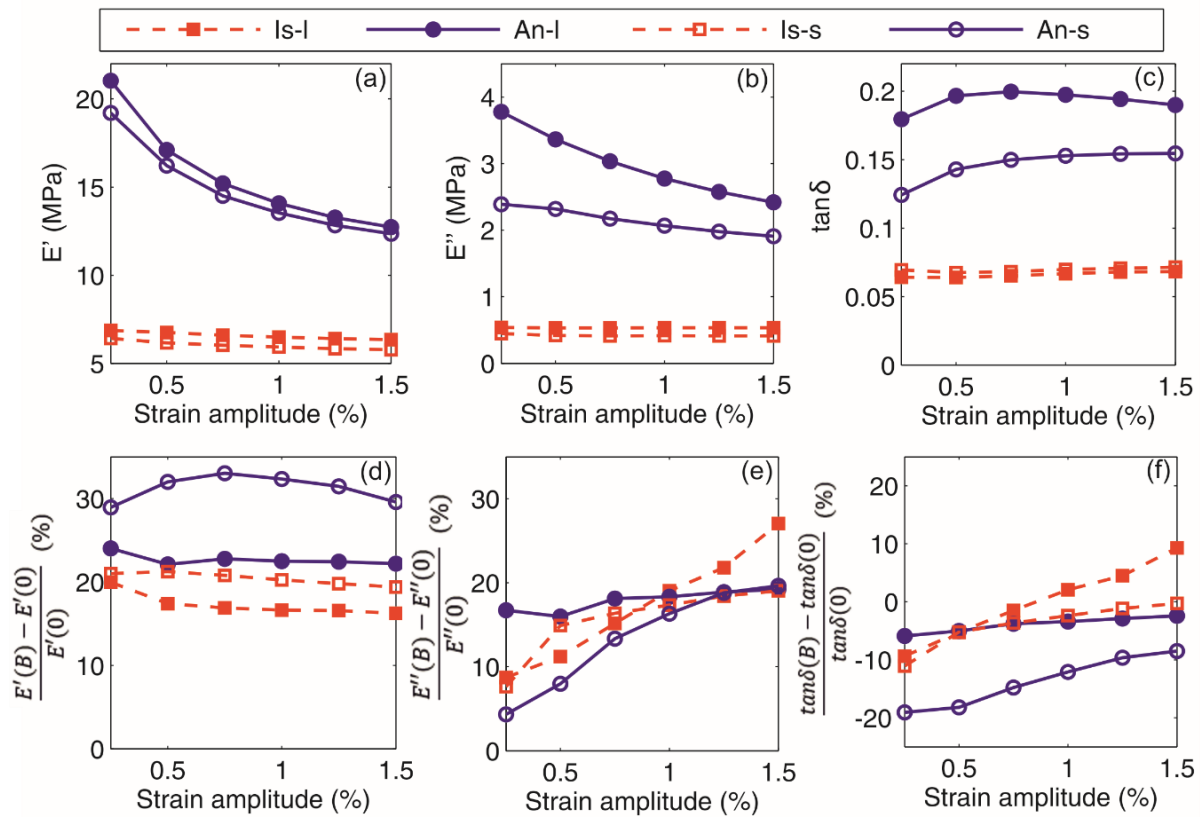 Is-l An-l Is-s An-s
(a)
20
15
10
5
E' (MPa)
0.5 1 1.5
Strain amplitude (%)
(b)
4
3
2
1
0
E'' (MPa)
0.5 1 1.5
Strain amplitude (%)
(c)
0.2
0.15
0.1
0.05
0
tanδ
0.5 1 1.5
Strain amplitude (%)
(d)
30
20
10
0
E'(B) − E'(0)
E'(0)
(%)
0.5 1 1.5
Strain amplitude (%)
(e)
30
20
10
0
E''(B) − E''(0)
E''(0)
(%)
0.5 1 1.5
Strain amplitude (%)
(f)
20
10
0
-10
-20
tanδ(B) − tanδ(0)
tanδ(0)
(%)
0.5 1 1.5
Strain amplitude (%)